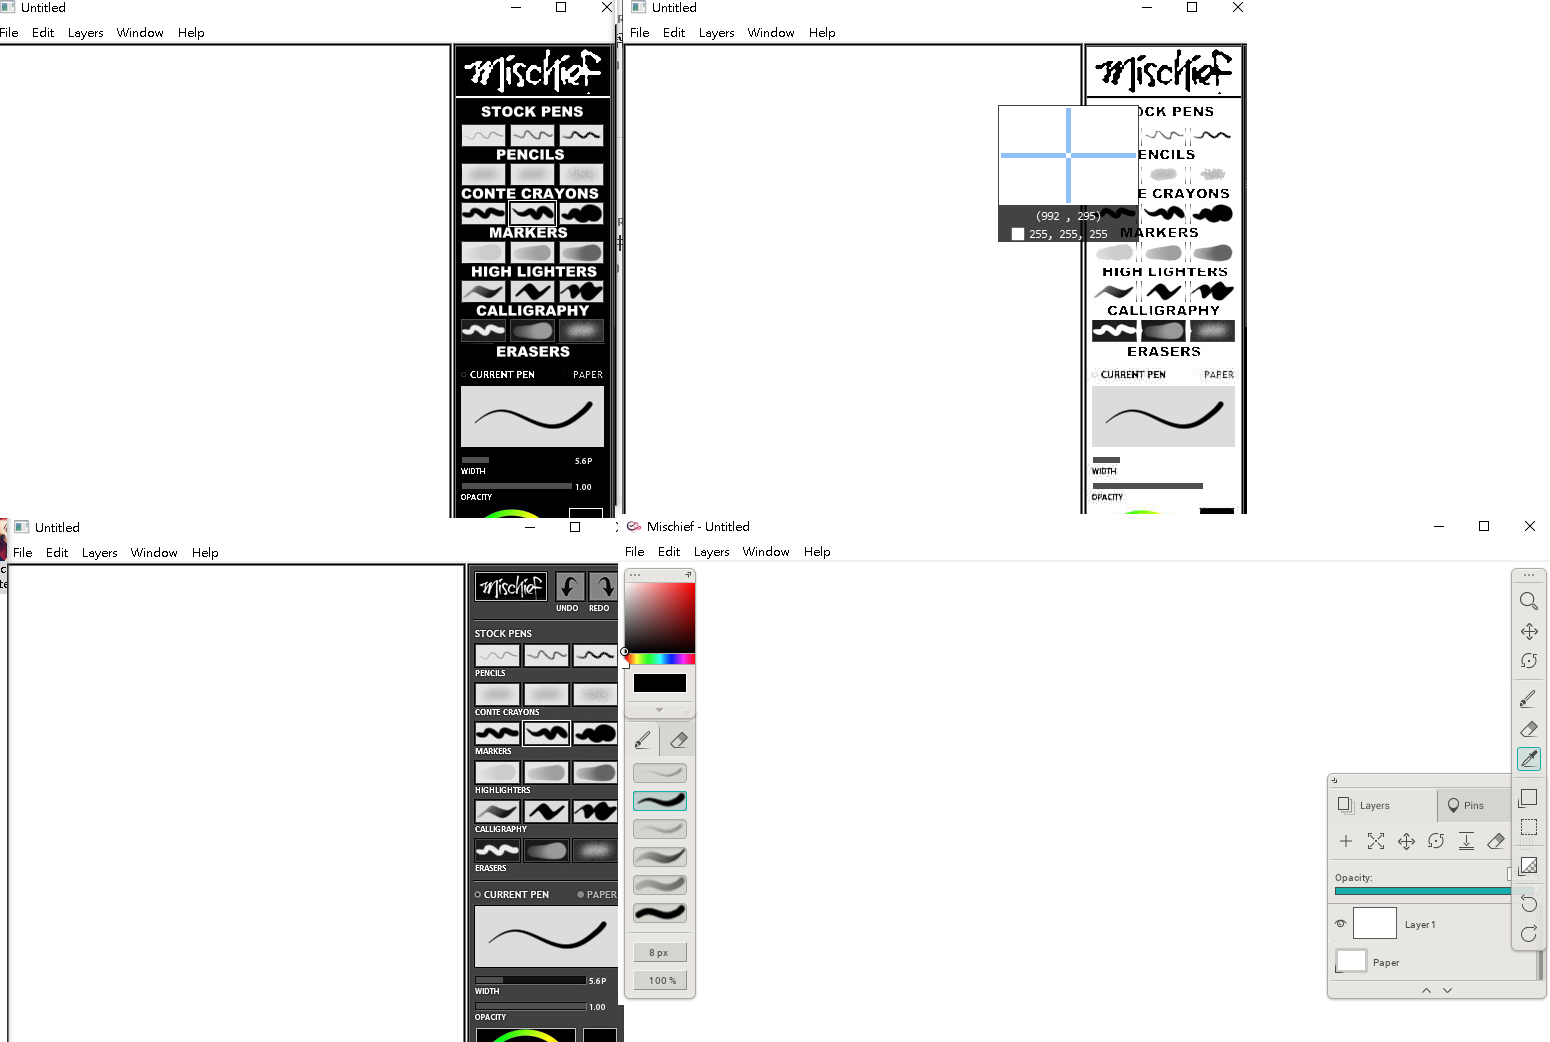 Untitled
File Edit Layers Window Help
Mischief
STOCK PENS
PENCILS
CONTE CRAYONS
MARKERS
HIGH LIGHTERS
CALLIGRAPHY
ERASERS
CURRENT PEN PAPER
5.6P
WIDTH
1.00
OPACITY
Untitled
File Edit Layers Window Help
Mischief
OCK PENS
ENCILS
E CRAYONS
(992 , 295)
MARKERS
255, 255, 255
HIGH LIGHTERS
CALLIGRAPHY
ERASERS
CURRENT PEN PAPER
WIDTH
OPACITY
Untitled
File Edit Layers Window Help
Mischief
UNDO REDO
STOCK PENS
PENCILS
CONTE CRAYONS
MARKERS
HIGHLIGHTERS
CALLIGRAPHY
ERASERS
CURRENT PEN PAPER
5.6P
WIDTH
1.00
OPACITY
Mischief - Untitled
File Edit Layers Window Help
8 px
100 %
Layers Pins
Opacity:
Layer 1
Paper